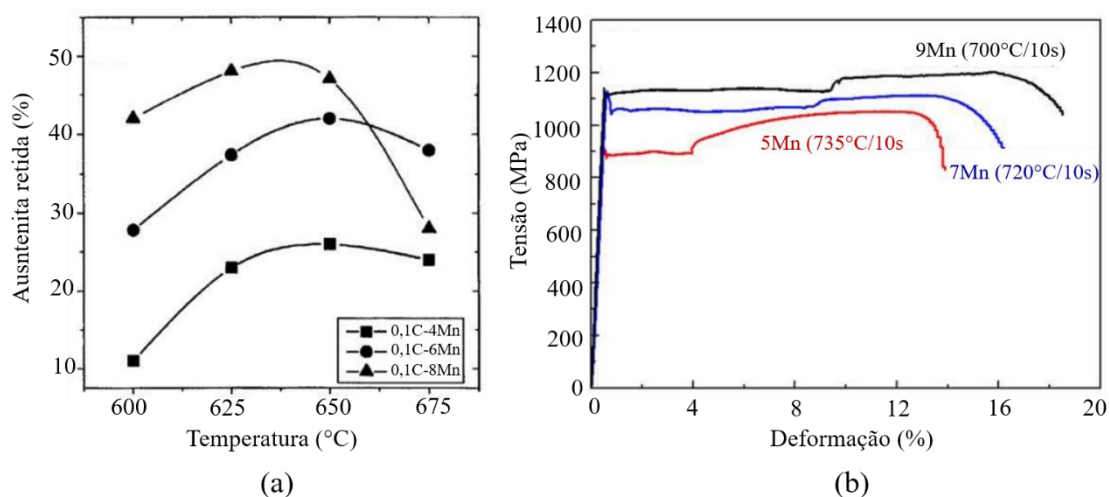 50
40
30
20
10
Ausntenita retida (%)
600
625
650
675
Temperatura (°C)
0,1C-4Mn
0,1C-6Mn
0,1C-8Mn
(a)
1400
1200
1000
800
600
400
200
0
Tensão (MPa)
9Mn (700°C/10s)
5Mn (735°C/10s
7Mn (720°C/10s)
0
4
8
12
16
20
Deformação (%)
(b)